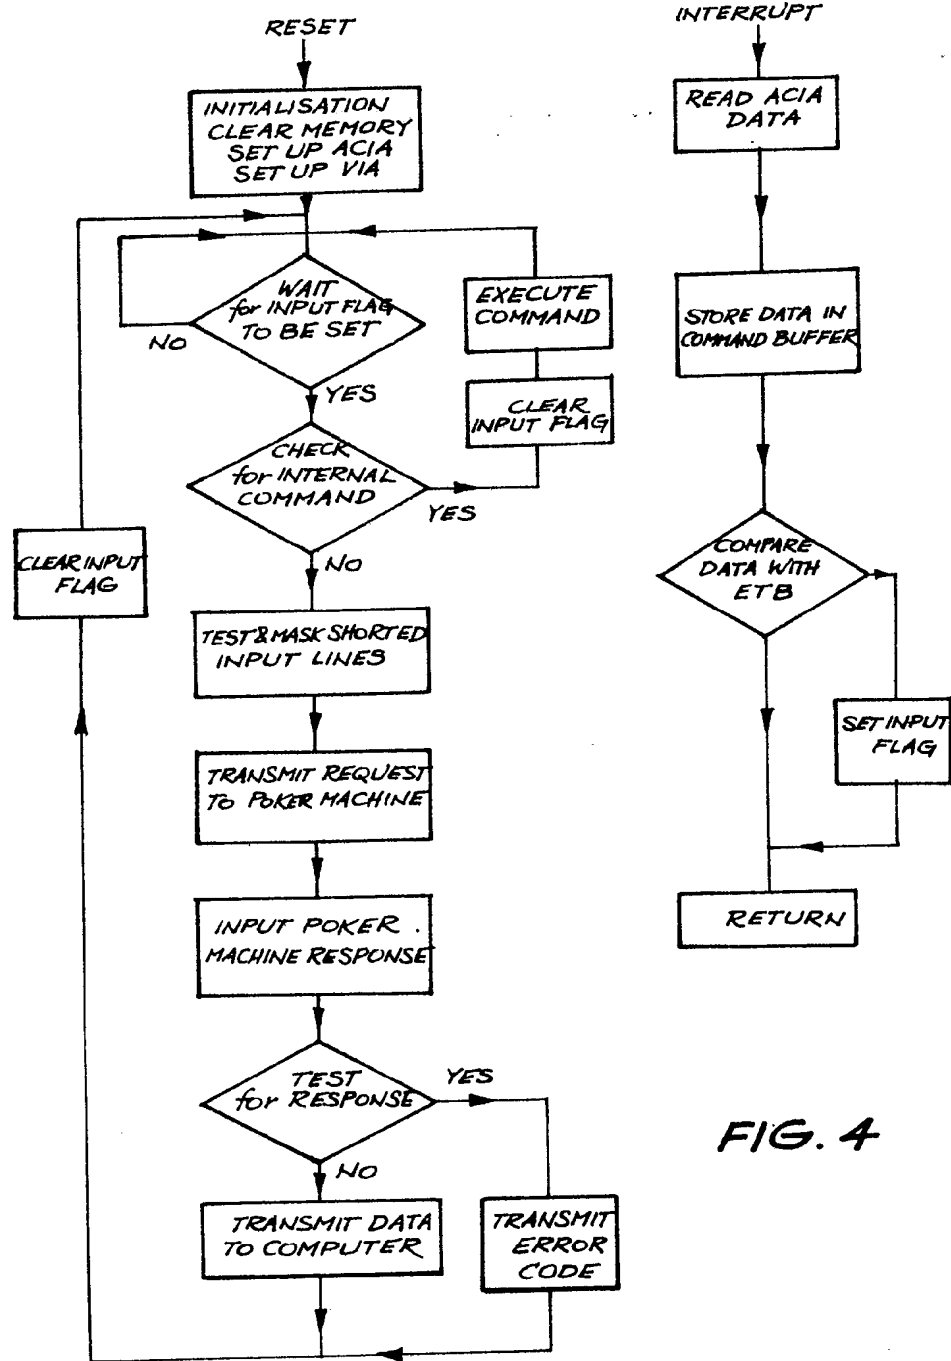 RESET
INITIALISATION
CLEAR MEMORY
SET UP ACIA
SET UP VIA
WAIT
for INPUT FLAG
TO BE SET
NO
YES
EXECUTE
COMMAND
CLEAR
INPUT FLAG
CHECK
for INTERNAL
COMMAND
YES
NO
CLEAR INPUT
FLAG
TEST & MASK SHORTED
INPUT LINES
TRANSMIT REQUEST
TO POKER MACHINE
INPUT POKER
MACHINE RESPONSE
TEST
for RESPONSE
YES
NO
TRANSMIT DATA
TO COMPUTER
TRANSMIT
ERROR
CODE
INTERRUPT
READ ACIA
DATA
STORE DATA IN
COMMAND BUFFER
COMPARE
DATA WITH
ETB
SET INPUT
FLAG
RETURN
FIG. 4